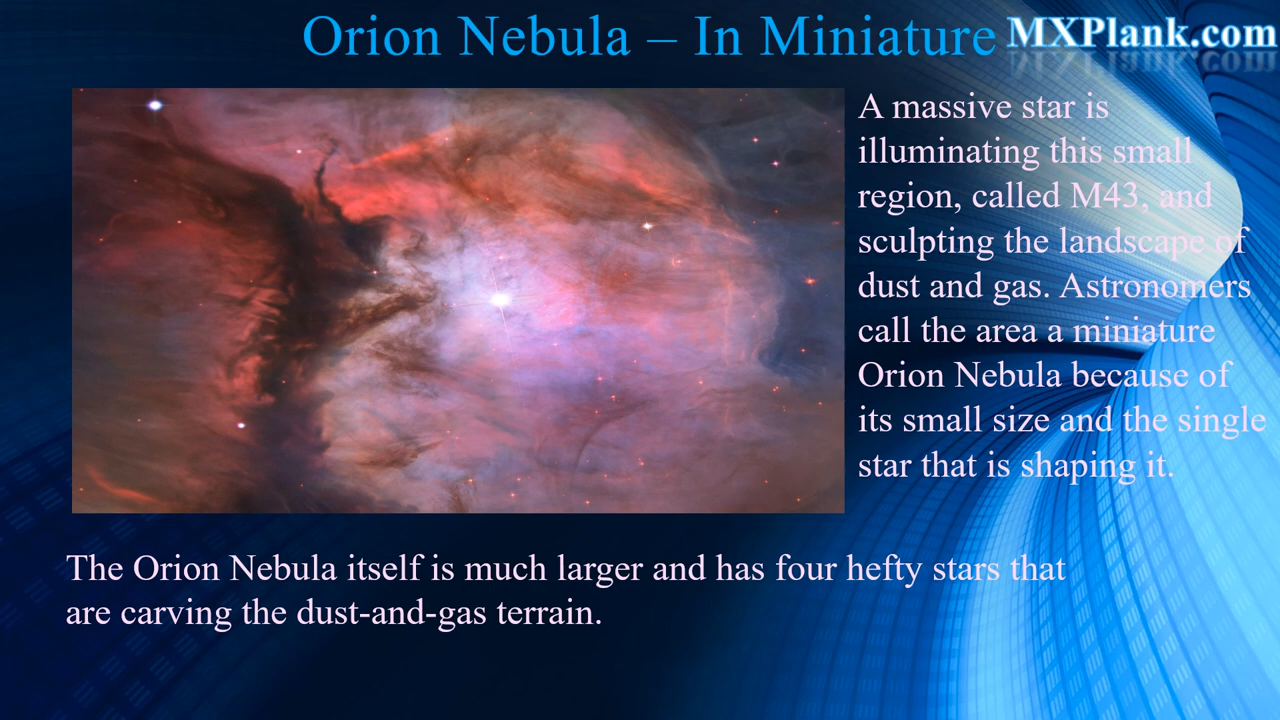 Orion Nebula – In Miniature
MXPlank.com
A massive star is
illuminating this small
region, called M43, and
sculpting the landscape of
dust and gas. Astronomers
call the area a miniature
Orion Nebula because of
its small size and the single
star that is shaping it.
The Orion Nebula itself is much larger and has four hefty stars that
are carving the dust-and-gas terrain.